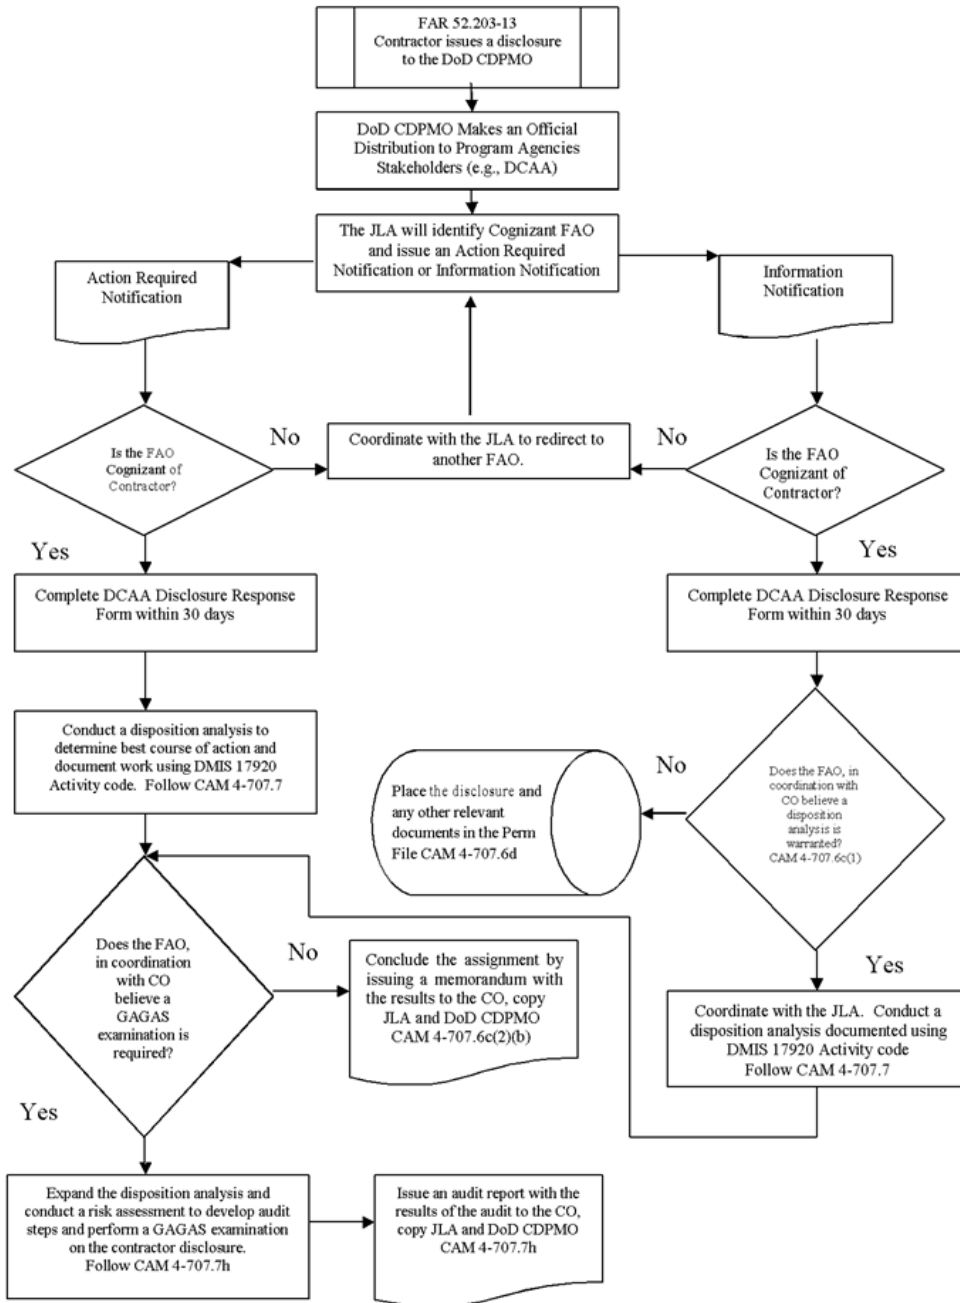 FAR 52.203-13
Contractor issues a disclosure
to the DoD CDPMO
DoD CDPMO Makes an Official
Distribution to Program Agencies
Stakeholders (e.g., DCAA)
The JLA will identify Cognizant FAO
and issue an Action Required
Notification or Information Notification
Action Required
Notification
Information
Notification
Is the FAO
Cognizant of
Contractor?
No
Coordinate with the JLA to redirect to
another FAO.
No
Is the FAO
Cognizant of
Contractor?
Yes
Yes
Complete DCAA Disclosure Response
Form within 30 days
Complete DCAA Disclosure Response
Form within 30 days
Conduct a disposition analysis to
determine best course of action and
document work using DMIS 17920
Activity code. Follow CAM 4-707.7
Place the disclosure and
any other relevant
documents in the Perm
File CAM 4-707.6d
No
Does the FAO, in
coordination with
CO believe a
disposition
analysis is
warranted?
CAM 4-707.6c(1)
Does the FAO,
in coordination
with CO
believe a
GAGAS
examination is
required?
No
Conclude the assignment by
issuing a memorandum with
the results to the CO, copy
JLA and DoD CDPMO
CAM 4-707.6c(2)(b)
Yes
Coordinate with the JLA. Conduct a
disposition analysis documented using
DMIS 17920 Activity code
Follow CAM 4-707.7
Yes
Expand the disposition analysis and
conduct a risk assessment to develop audit
steps and perform a GAGAS examination
on the contractor disclosure.
Follow CAM 4-707.7h
Issue an audit report with the
results of the audit to the CO,
copy JLA and DoD CDPMO
CAM 4-707.7h